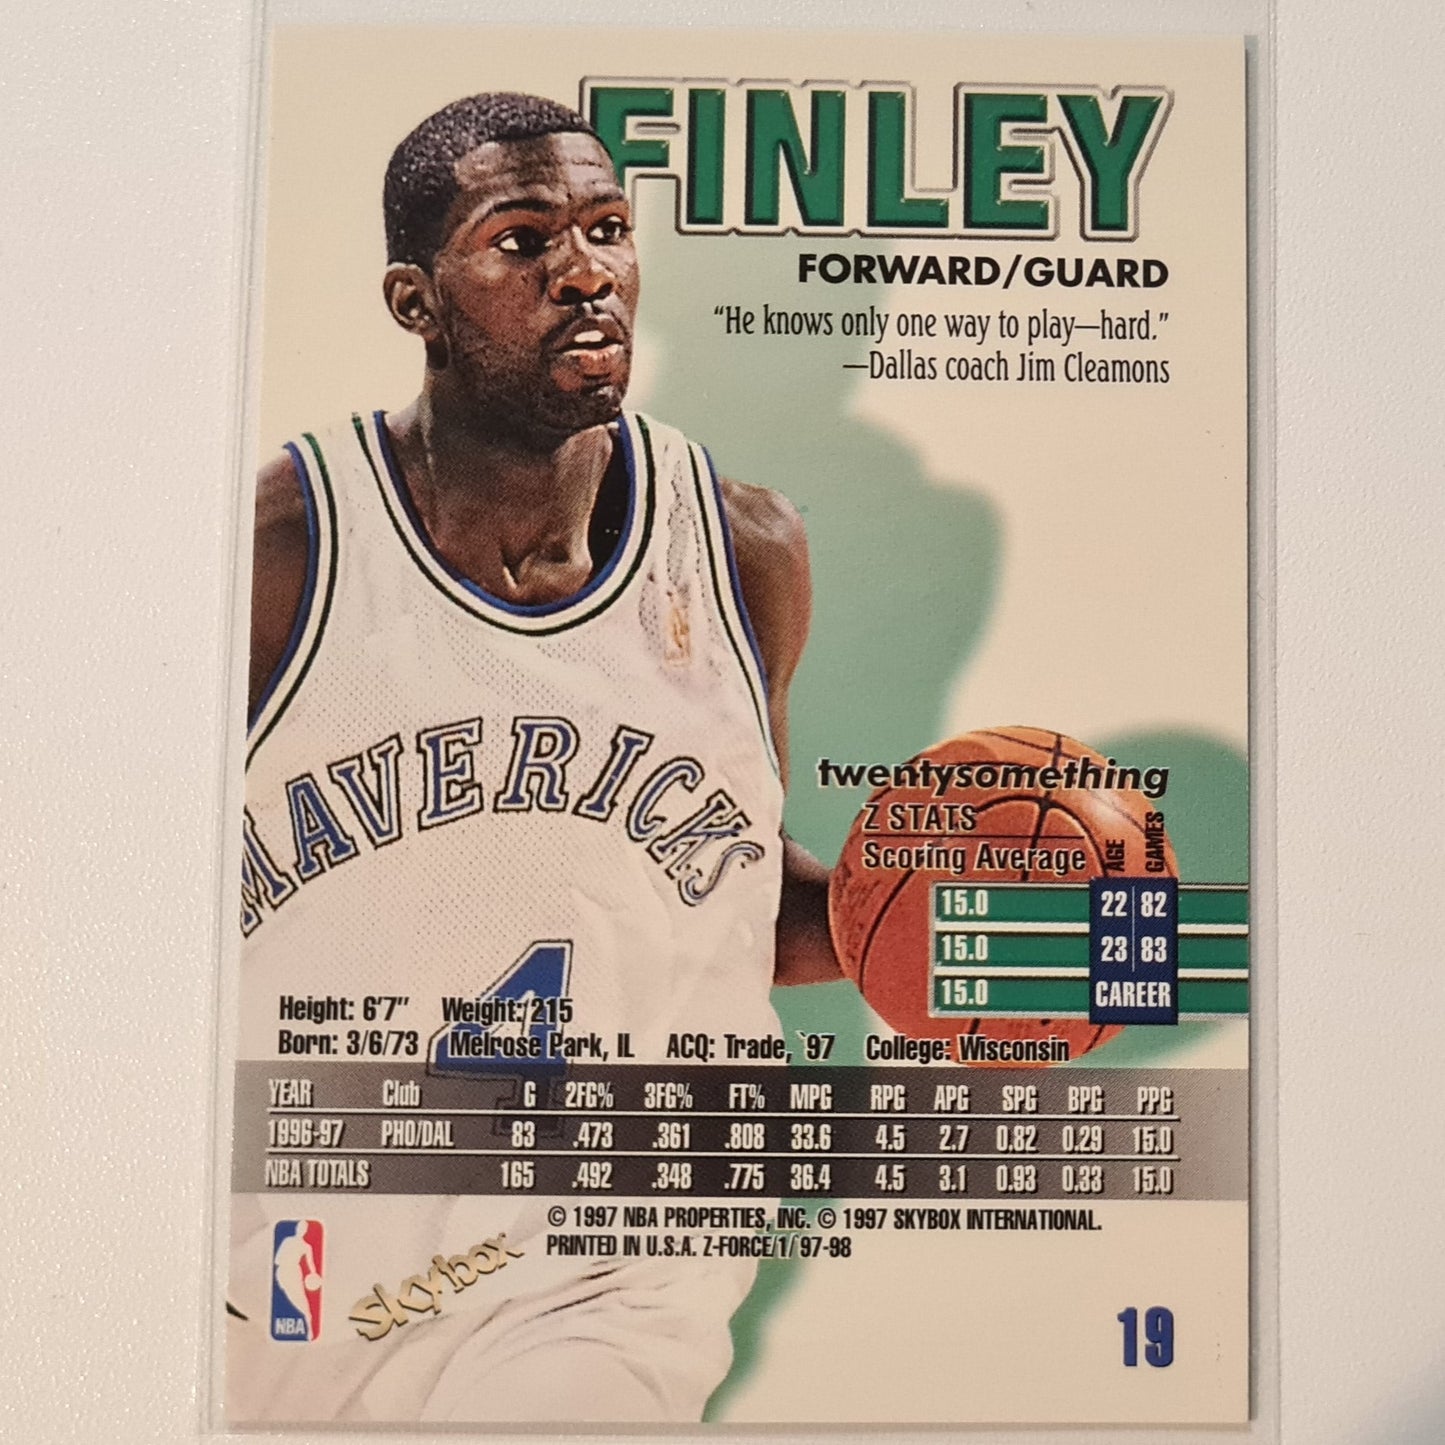 FINLEY
FORWARD/GUARD
“He knows only one way to play—hard.”
—Dallas coach Jim Cleamons
MAVERICKS
4
twentysomething
Z STATS
Scoring Average AGE GAMES
15.0 22 82
15.0 23 83
15.0 CAREER
Height: 6'7" Weight: 215
Born: 3/6/73 Melrose Park, IL ACQ: Trade, `97 College: Wisconsin
YEAR Club G 2FG% 3FG% FT% MPG RPG APG SPG BPG PPG
1996-97 PHO/DAL 83 .473 .361 .808 33.6 4.5 2.7 0.82 0.29 15.0
NBA TOTALS 165 .492 .348 .775 36.4 4.5 3.1 0.93 0.33 15.0
© 1997 NBA PROPERTIES, INC. © 1997 SKYBOX INTERNATIONAL.
PRINTED IN U.S.A. Z-FORCE/1/`97-98
NBA
skybox
19